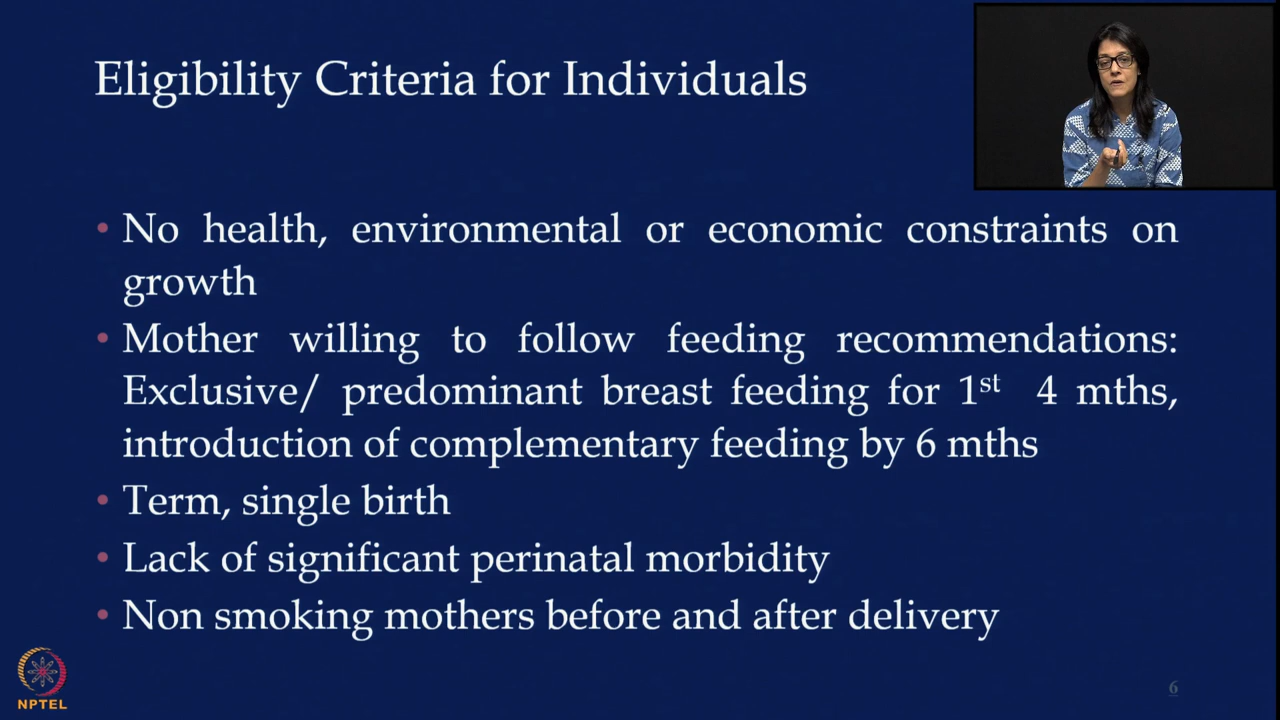 Eligibility Criteria for Individuals
• No health, environmental or economic constraints on
growth
• Mother willing to follow feeding recommendations:
Exclusive/ predominant breast feeding for 1st 4 mths,
introduction of complementary feeding by 6 mths
• Term, single birth
• Lack of significant perinatal morbidity
• Non smoking mothers before and after delivery
NPTEL
6